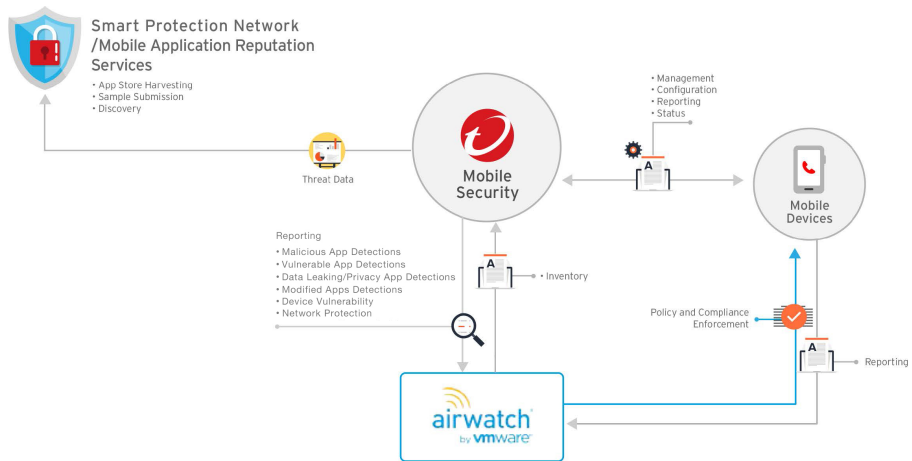 Smart Protection Network
/Mobile Application Reputation
Services
• App Store Harvesting
• Sample Submission
• Discovery
Threat Data
Mobile
Security
• Management
• Configuration
• Reporting
• Status
A
Mobile
Devices
Reporting
• Malicious App Detections
• Vulnerable App Detections
• Data Leaking/Privacy App Detections
• Modified Apps Detections
• Device Vulnerability
• Network Protection
A
• Inventory
Policy and Compliance
Enforcement
A
Reporting
airwatch
by vmware